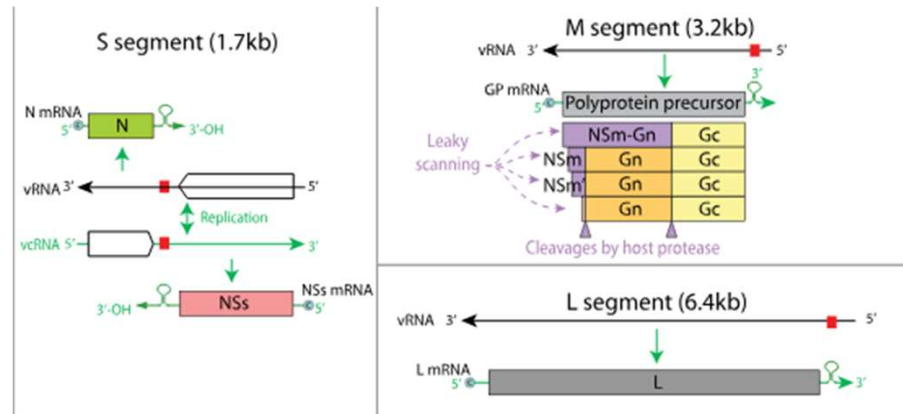 S segment (1.7kb)
N mRNA
5' C N 3'-OH
vRNA 3' 5'
Replication
vcRNA 5' 3'
NSs mRNA
3'-OH NSs C 5'
M segment (3.2kb)
vRNA 3' 5'
GP mRNA 3'
5' C Polyprotein precursor
Leaky
scanning
NSm-Gn Gc
NSm Gn Gc
NSm' Gn Gc
Gn Gc
Cleavages by host protease
L segment (6.4kb)
vRNA 3' 5'
L mRNA
5' C L 3'